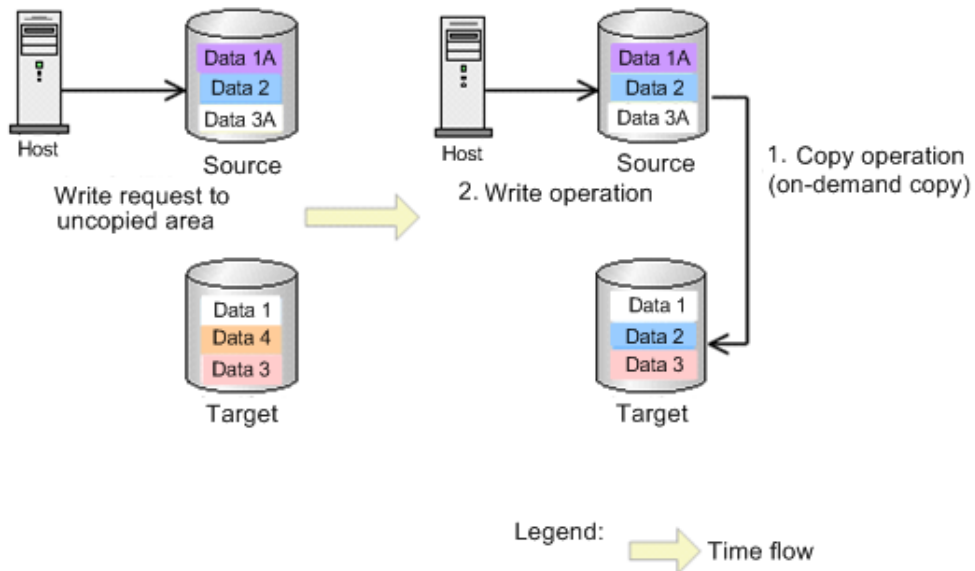 Data 1A
Data 2
Data 3A
Host
Source
Write request to
uncopied area
Data 1
Data 4
Data 3
Target
Data 1A
Data 2
Data 3A
Host
Source
2. Write operation
1. Copy operation
(on-demand copy)
Data 1
Data 2
Data 3
Target
Legend:
Time flow